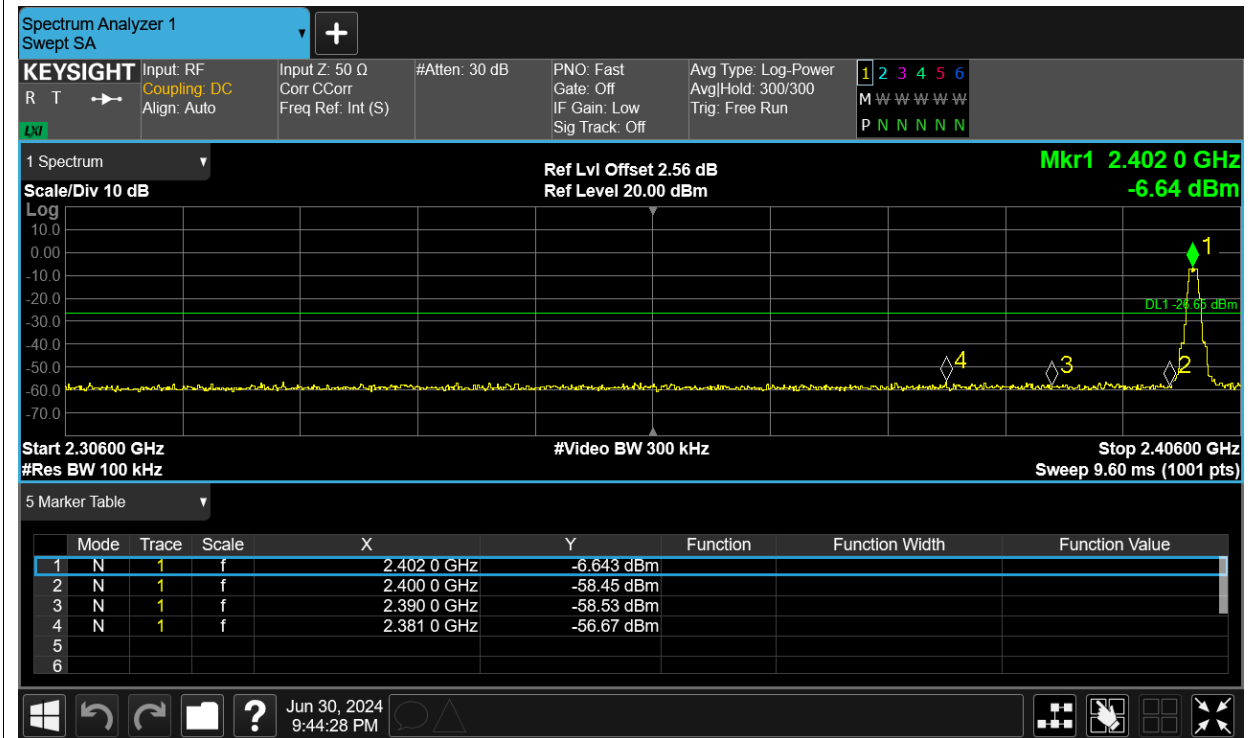 Spectrum Analyzer 1
Swept SA
KEYSIGHT
R T
LXI
Input: RF
Coupling: DC
Align: Auto
Input Z: 50 Ω
Corr CCorr
Freq Ref: Int (S)
#Atten: 30 dB
PNO: Fast
Gate: Off
IF Gain: Low
Sig Track: Off
Avg Type: Log-Power
Avg|Hold: 300/300
Trig: Free Run
1 2 3 4 5 6
M W W W W W
P N N N N N
1 Spectrum
Scale/Div 10 dB
Ref Lvl Offset 2.56 dB
Ref Level 20.00 dBm
Mkr1 2.402 0 GHz
-6.64 dBm
Log
10.0
0.00
-10.0
-20.0
-30.0
-40.0
-50.0
-60.0
-70.0
1
DL1 -26.65 dBm
4
3
2
Start 2.30600 GHz
#Video BW 300 kHz
Stop 2.40600 GHz
#Res BW 100 kHz
Sweep 9.60 ms (1001 pts)
5 Marker Table
Mode Trace Scale X Y Function Function Width Function Value
1 N 1 f 2.402 0 GHz -6.643 dBm
2 N 1 f 2.400 0 GHz -58.45 dBm
3 N 1 f 2.390 0 GHz -58.53 dBm
4 N 1 f 2.381 0 GHz -56.67 dBm
5
6
?
Jun 30, 2024
9:44:28 PM